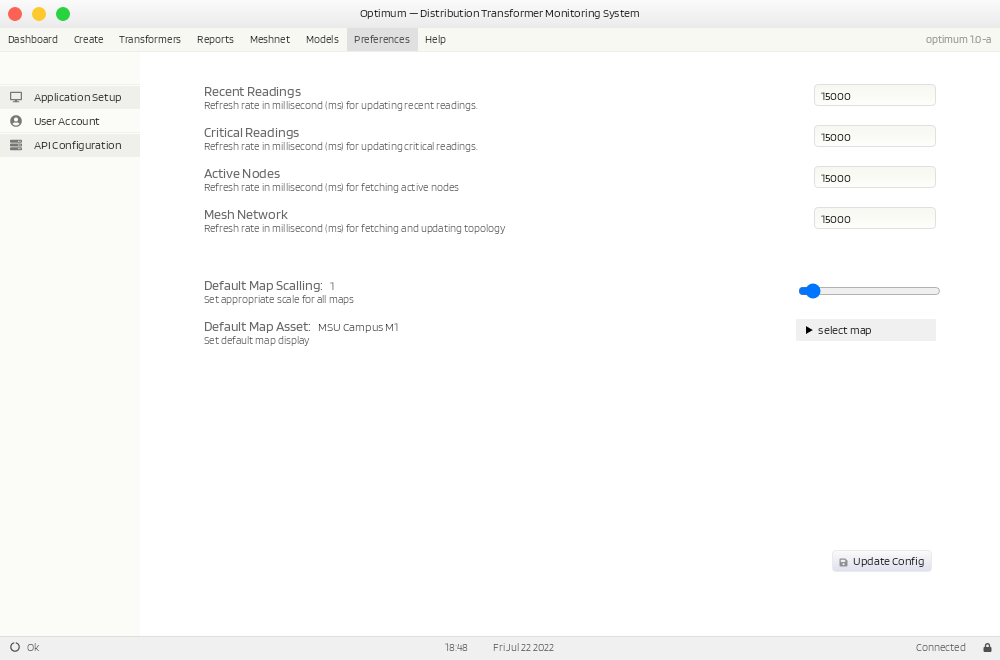 Optimum — Distribution Transformer Monitoring System
Dashboard Create Transformers Reports Meshnet Models Preferences Help optimum 1.0-a
Application Setup
User Account
API Configuration
Recent Readings
Refresh rate in millisecond (ms) for updating recent readings.
15000
Critical Readings
Refresh rate in millisecond (ms) for updating critical readings.
15000
Active Nodes
Refresh rate in millisecond (ms) for fetching active nodes
15000
Mesh Network
Refresh rate in millisecond (ms) for fetching and updating topology
15000
Default Map Scalling: 1
Set appropriate scale for all maps
Default Map Asset: MSU Campus M1
Set default map display
select map
Update Config
Ok 18:48 Fri Jul 22 2022 Connected